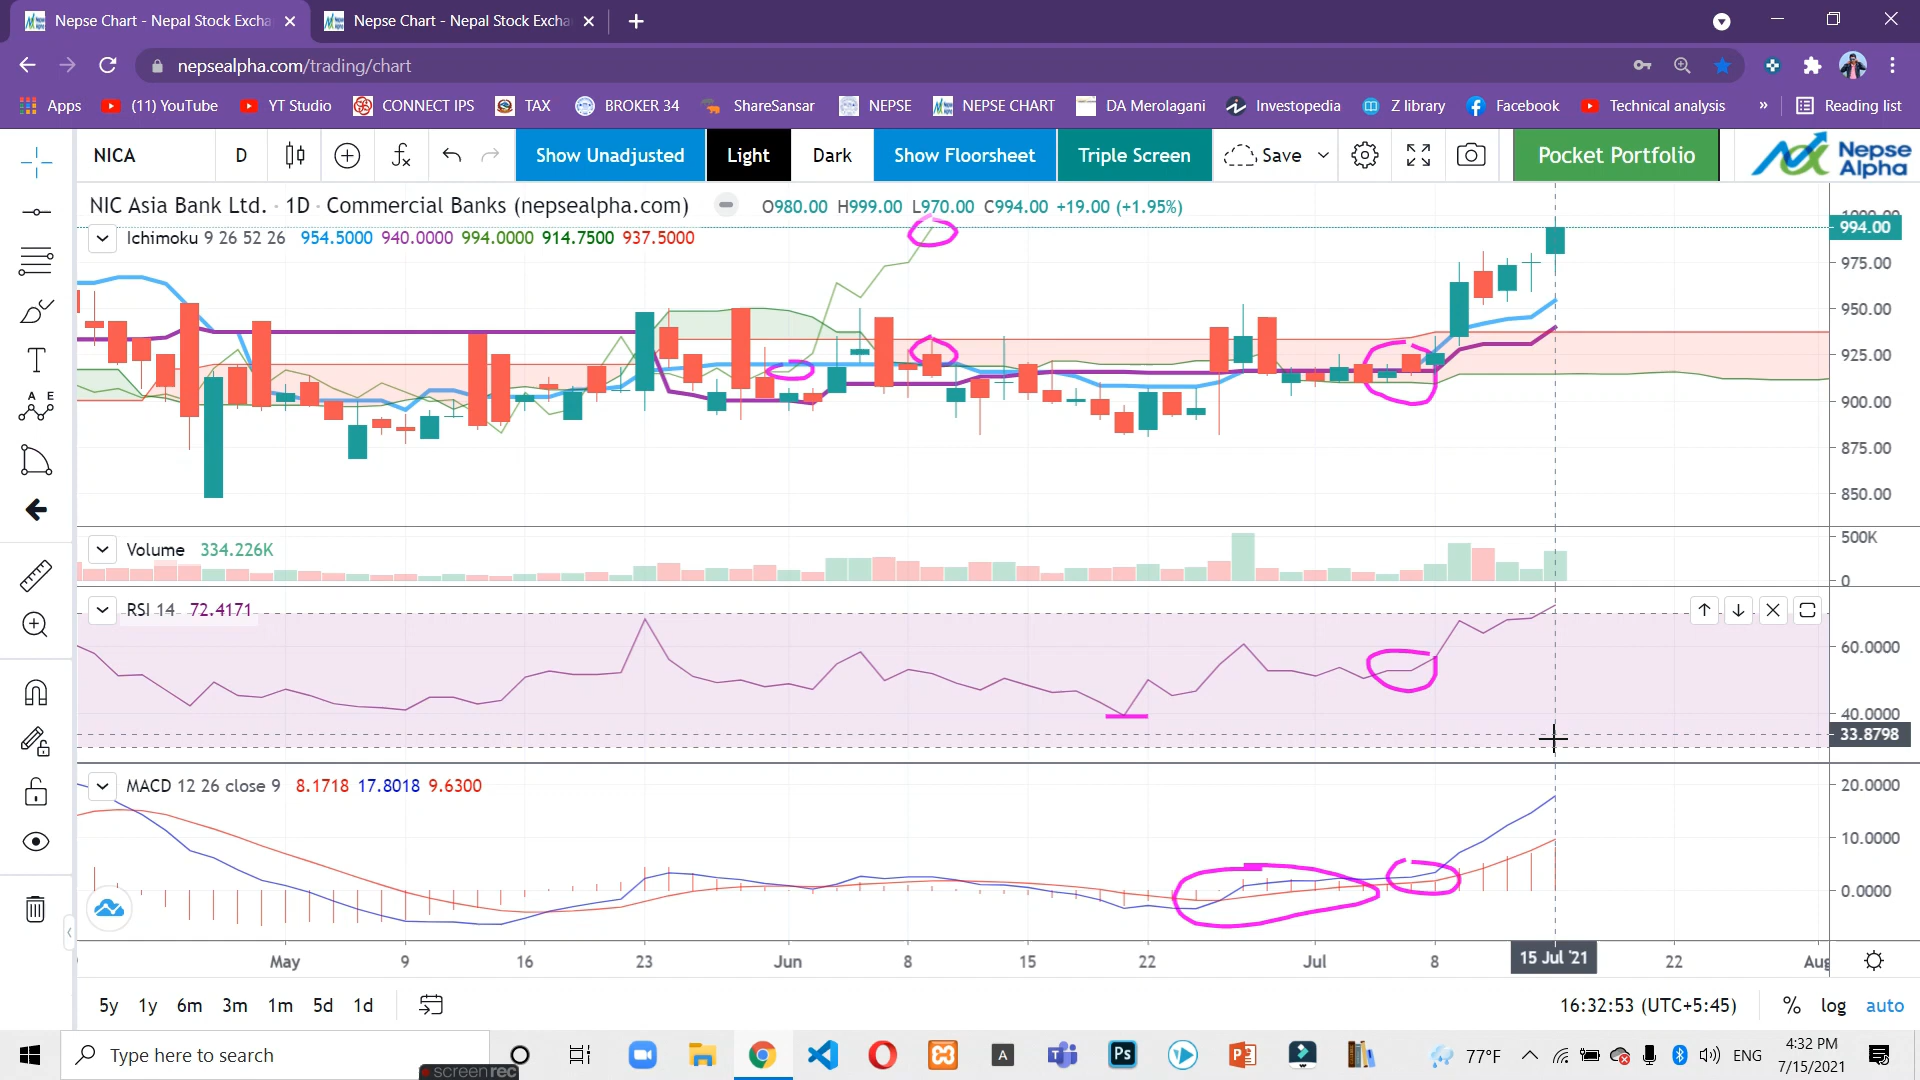 Nepse Chart - Nepal Stock Excha
Nepse Chart - Nepal Stock Excha
nepsealpha.com/trading/chart
Apps
(11) YouTube
YT Studio
CONNECT IPS
TAX
BROKER 34
ShareSansar
NEPSE
NEPSE CHART
DA Merolagani
Investopedia
Z library
Facebook
Technical analysis
»
Reading list
NICA
D
Show Unadjusted
Light
Dark
Show Floorsheet
Triple Screen
Save
Pocket Portfolio
Nepse
Alpha
NIC Asia Bank Ltd. · 1D · Commercial Banks (nepsealpha.com)
O980.00 H999.00 L970.00 C994.00 +19.00 (+1.95%)
Ichimoku 9 26 52 26 954.5000 940.0000 994.0000 914.7500 937.5000
1000.00
994.00
975.00
950.00
925.00
900.00
875.00
850.00
Volume 334.226K
500K
0
RSI 14 72.4171
60.0000
40.0000
33.8798
MACD 12 26 close 9 8.1718 17.8018 9.6300
20.0000
10.0000
0.0000
May
9
16
23
Jun
8
15
22
Jul
8
15 Jul '21
22
Aug
5y 1y 6m 3m 1m 5d 1d
16:32:53 (UTC+5:45)
% log auto
Type here to search
screenrec
A
Ps
77°F
ENG
4:32 PM
7/15/2021